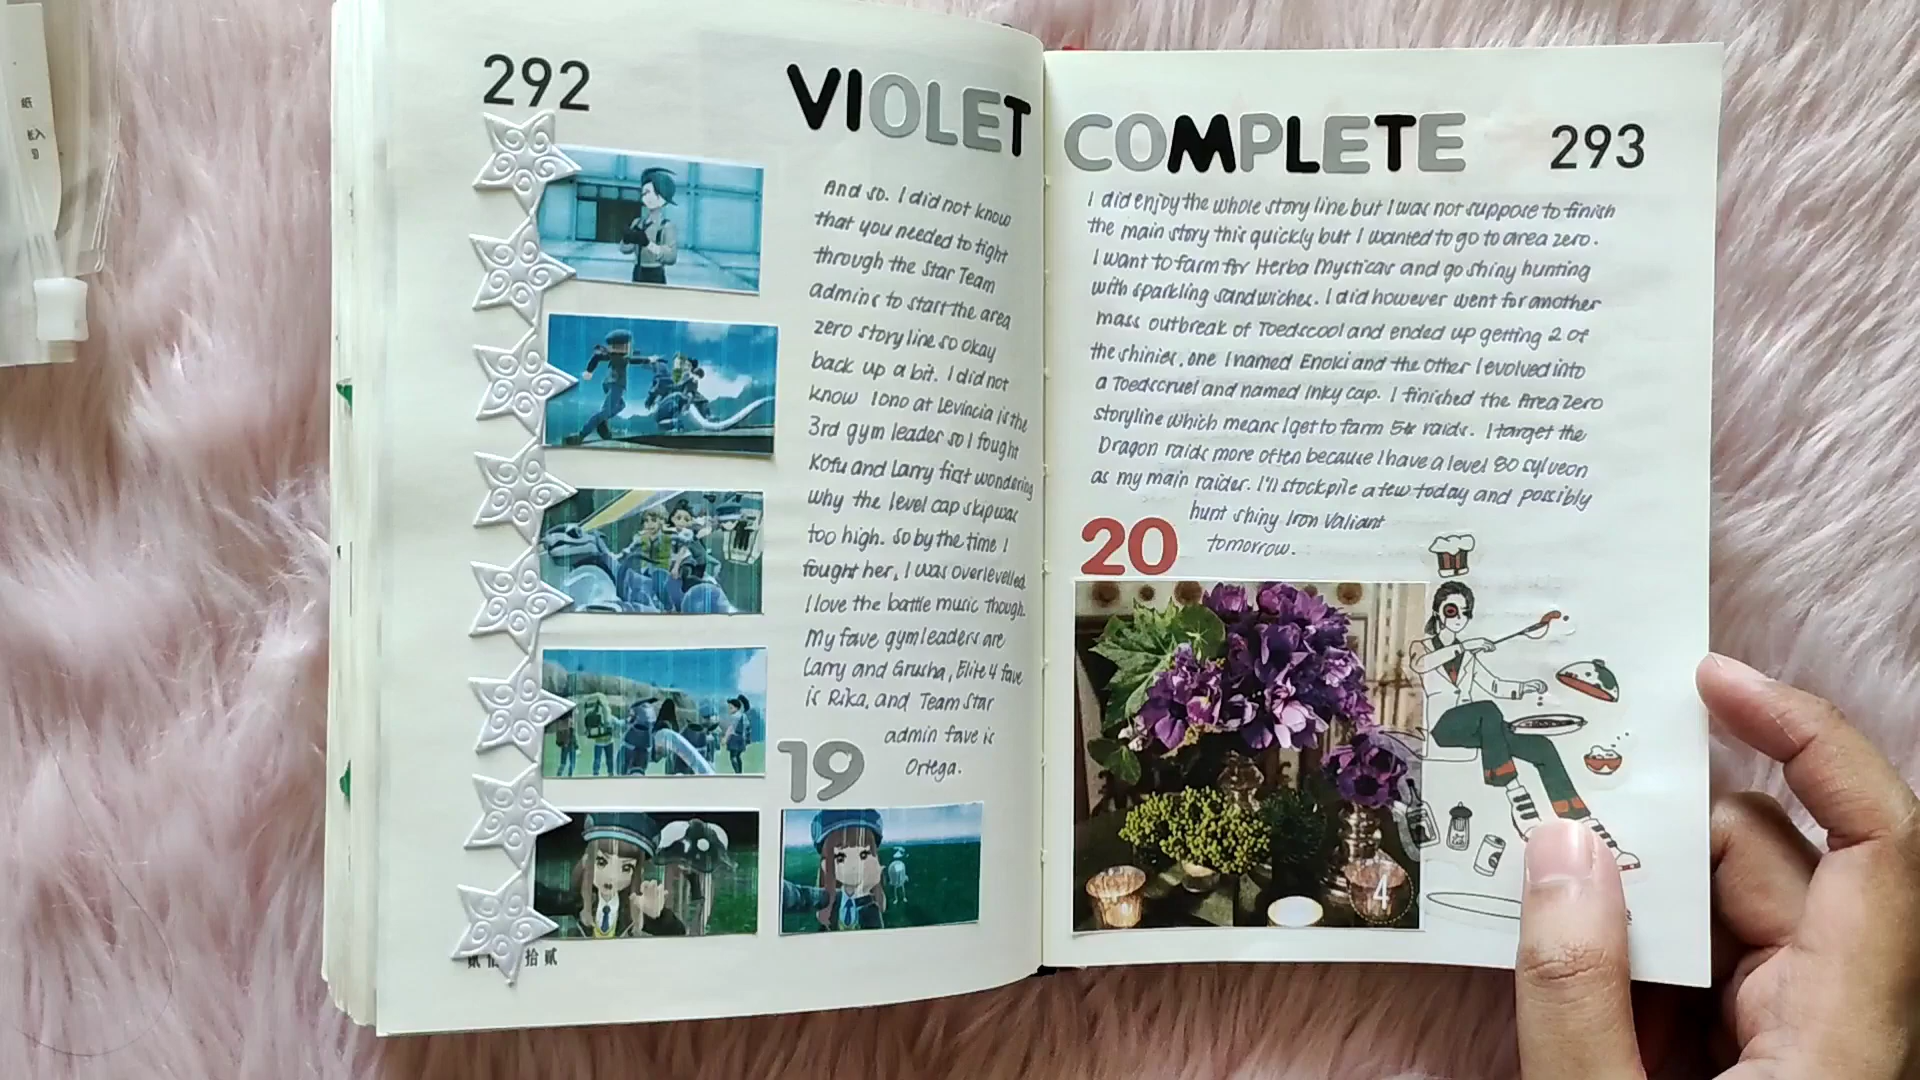 292
VIOLET
And so. I did not know
that you needed to fight
through the Star Team
admins to start the area
zero story line so okay
back up a bit. I did not
know Iono at Levincia is the
3rd gym leader so I fought
Kofu and Larry first wondering
why the level cap skip was
too high. So by the time I
fought her, I was overlevelled.
I love the battle music though.
My fave gym leaders are
Larry and Grusha, Elite 4 fave
is Rika, and Team Star
admin fave is
Ortega.
19
拾贰
COMPLETE
293
I did enjoy the whole story line but I was not suppose to finish
the main story this quickly but I wanted to go to area zero.
I want to farm for Herba Mysticas and go shiny hunting
with sparkling sandwiches. I did however went for another
mass outbreak of Toedscool and ended up getting 2 of
the shinies, one I named Enoki and the other I evolved into
a Toedscruel and named Inky cap. I finished the Area Zero
storyline which means I get to farm 5★ raids. I target the
Dragon raids more often because I have a level 80 sylveon
as my main raider. I'll stockpile a few today and possibly
hunt shiny Iron Valiant
tomorrow.
20
4